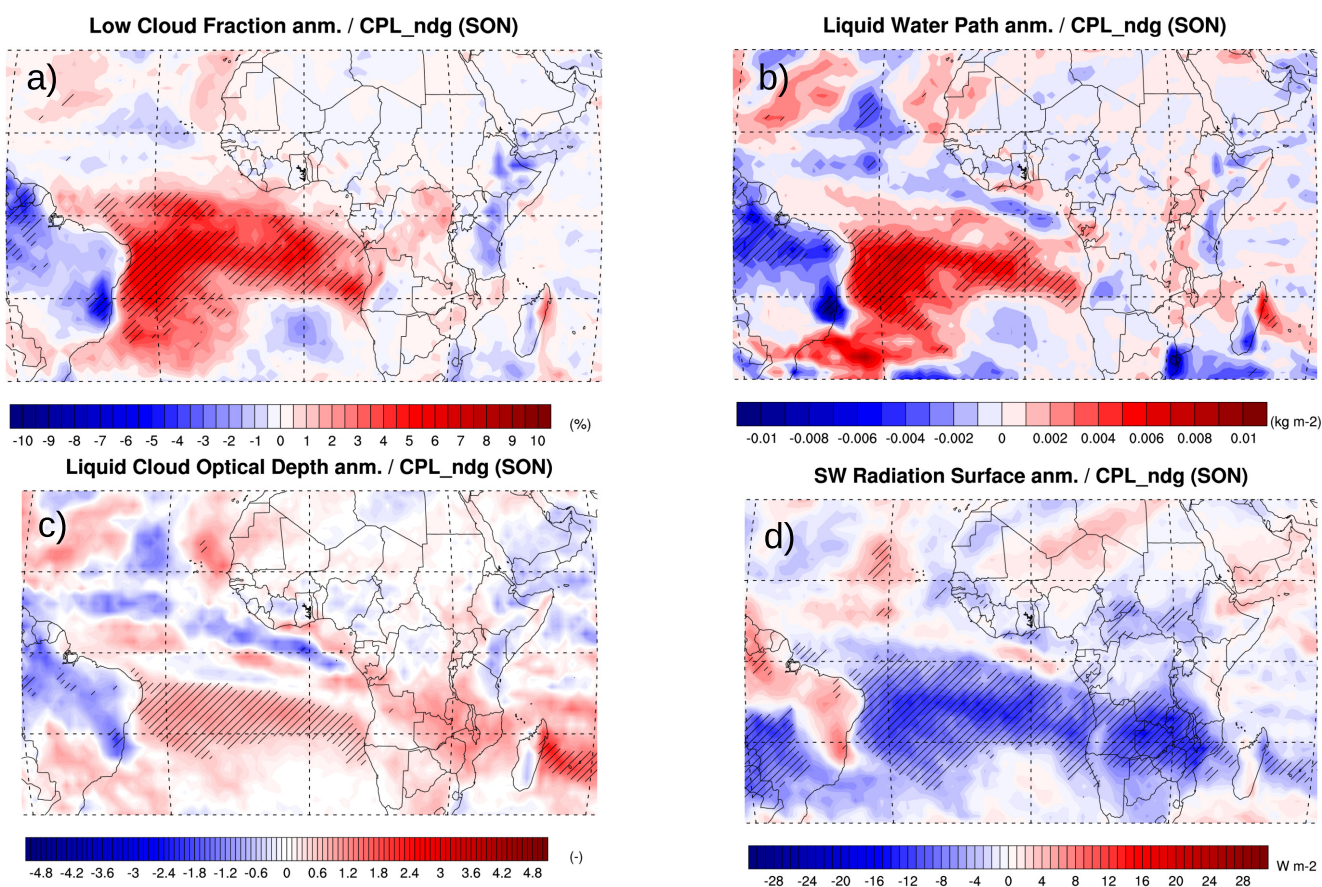 Low Cloud Fraction anm. / CPL_ndg (SON)
Liquid Water Path anm. / CPL_ndg (SON)
a)
b)
-10 -9 -8 -7 -6 -5 -4 -3 -2 -1 0 1 2 3 4 5 6 7 8 9 10 (%)
-0.01 -0.008 -0.006 -0.004 -0.002 0 0.002 0.004 0.006 0.008 0.01 (kg m-2)
Liquid Cloud Optical Depth anm. / CPL_ndg (SON)
SW Radiation Surface anm. / CPL_ndg (SON)
c)
d)
-4.8 -4.2 -3.6 -3 -2.4 -1.8 -1.2 -0.6 0 0.6 1.2 1.8 2.4 3 3.6 4.2 4.8 (-)
-28 -24 -20 -16 -12 -8 -4 0 4 8 12 16 20 24 28 W m-2